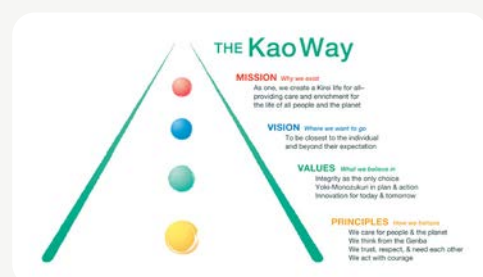 THE Kao Way
MISSION Why we exist
As one, we create a Kirei life for all–
providing care and enrichment for
the life of all people and the planet
VISION Where we want to go
To be closest to the individual
and beyond their expectation
VALUES What we believe in
Integrity as the only choice
Yoki-Monozukuri in plan & action
Innovation for today & tomorrow
PRINCIPLES How we behave
We care for people & the planet
We think from the Genba
We trust, respect, & need each other
We act with courage